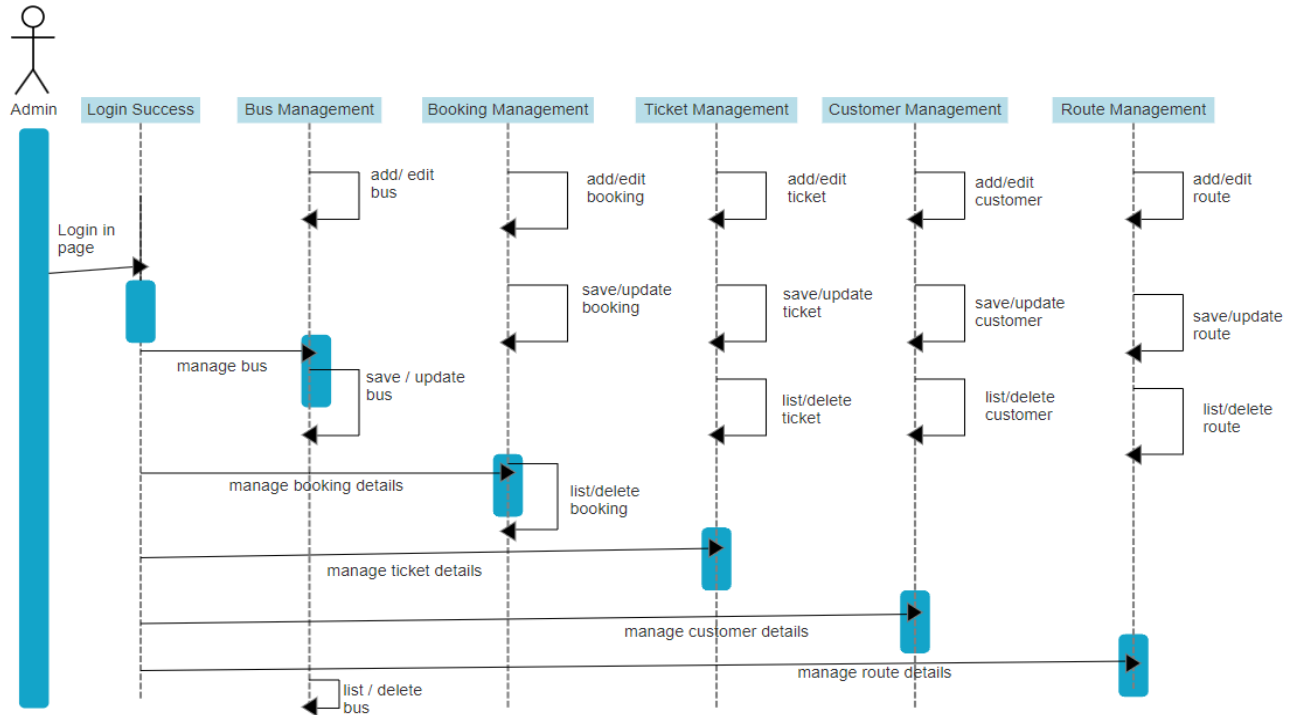 Admin
Login Success
Bus Management
Booking Management
Ticket Management
Customer Management
Route Management
add/ edit
bus
add/edit
booking
add/edit
ticket
add/edit
customer
add/edit
route
Login in
page
save/update
booking
save/update
ticket
save/update
customer
save/update
route
manage bus
save / update
bus
list/delete
ticket
list/delete
customer
list/delete
route
manage booking details
list/delete
booking
manage ticket details
manage customer details
manage route details
list / delete
bus